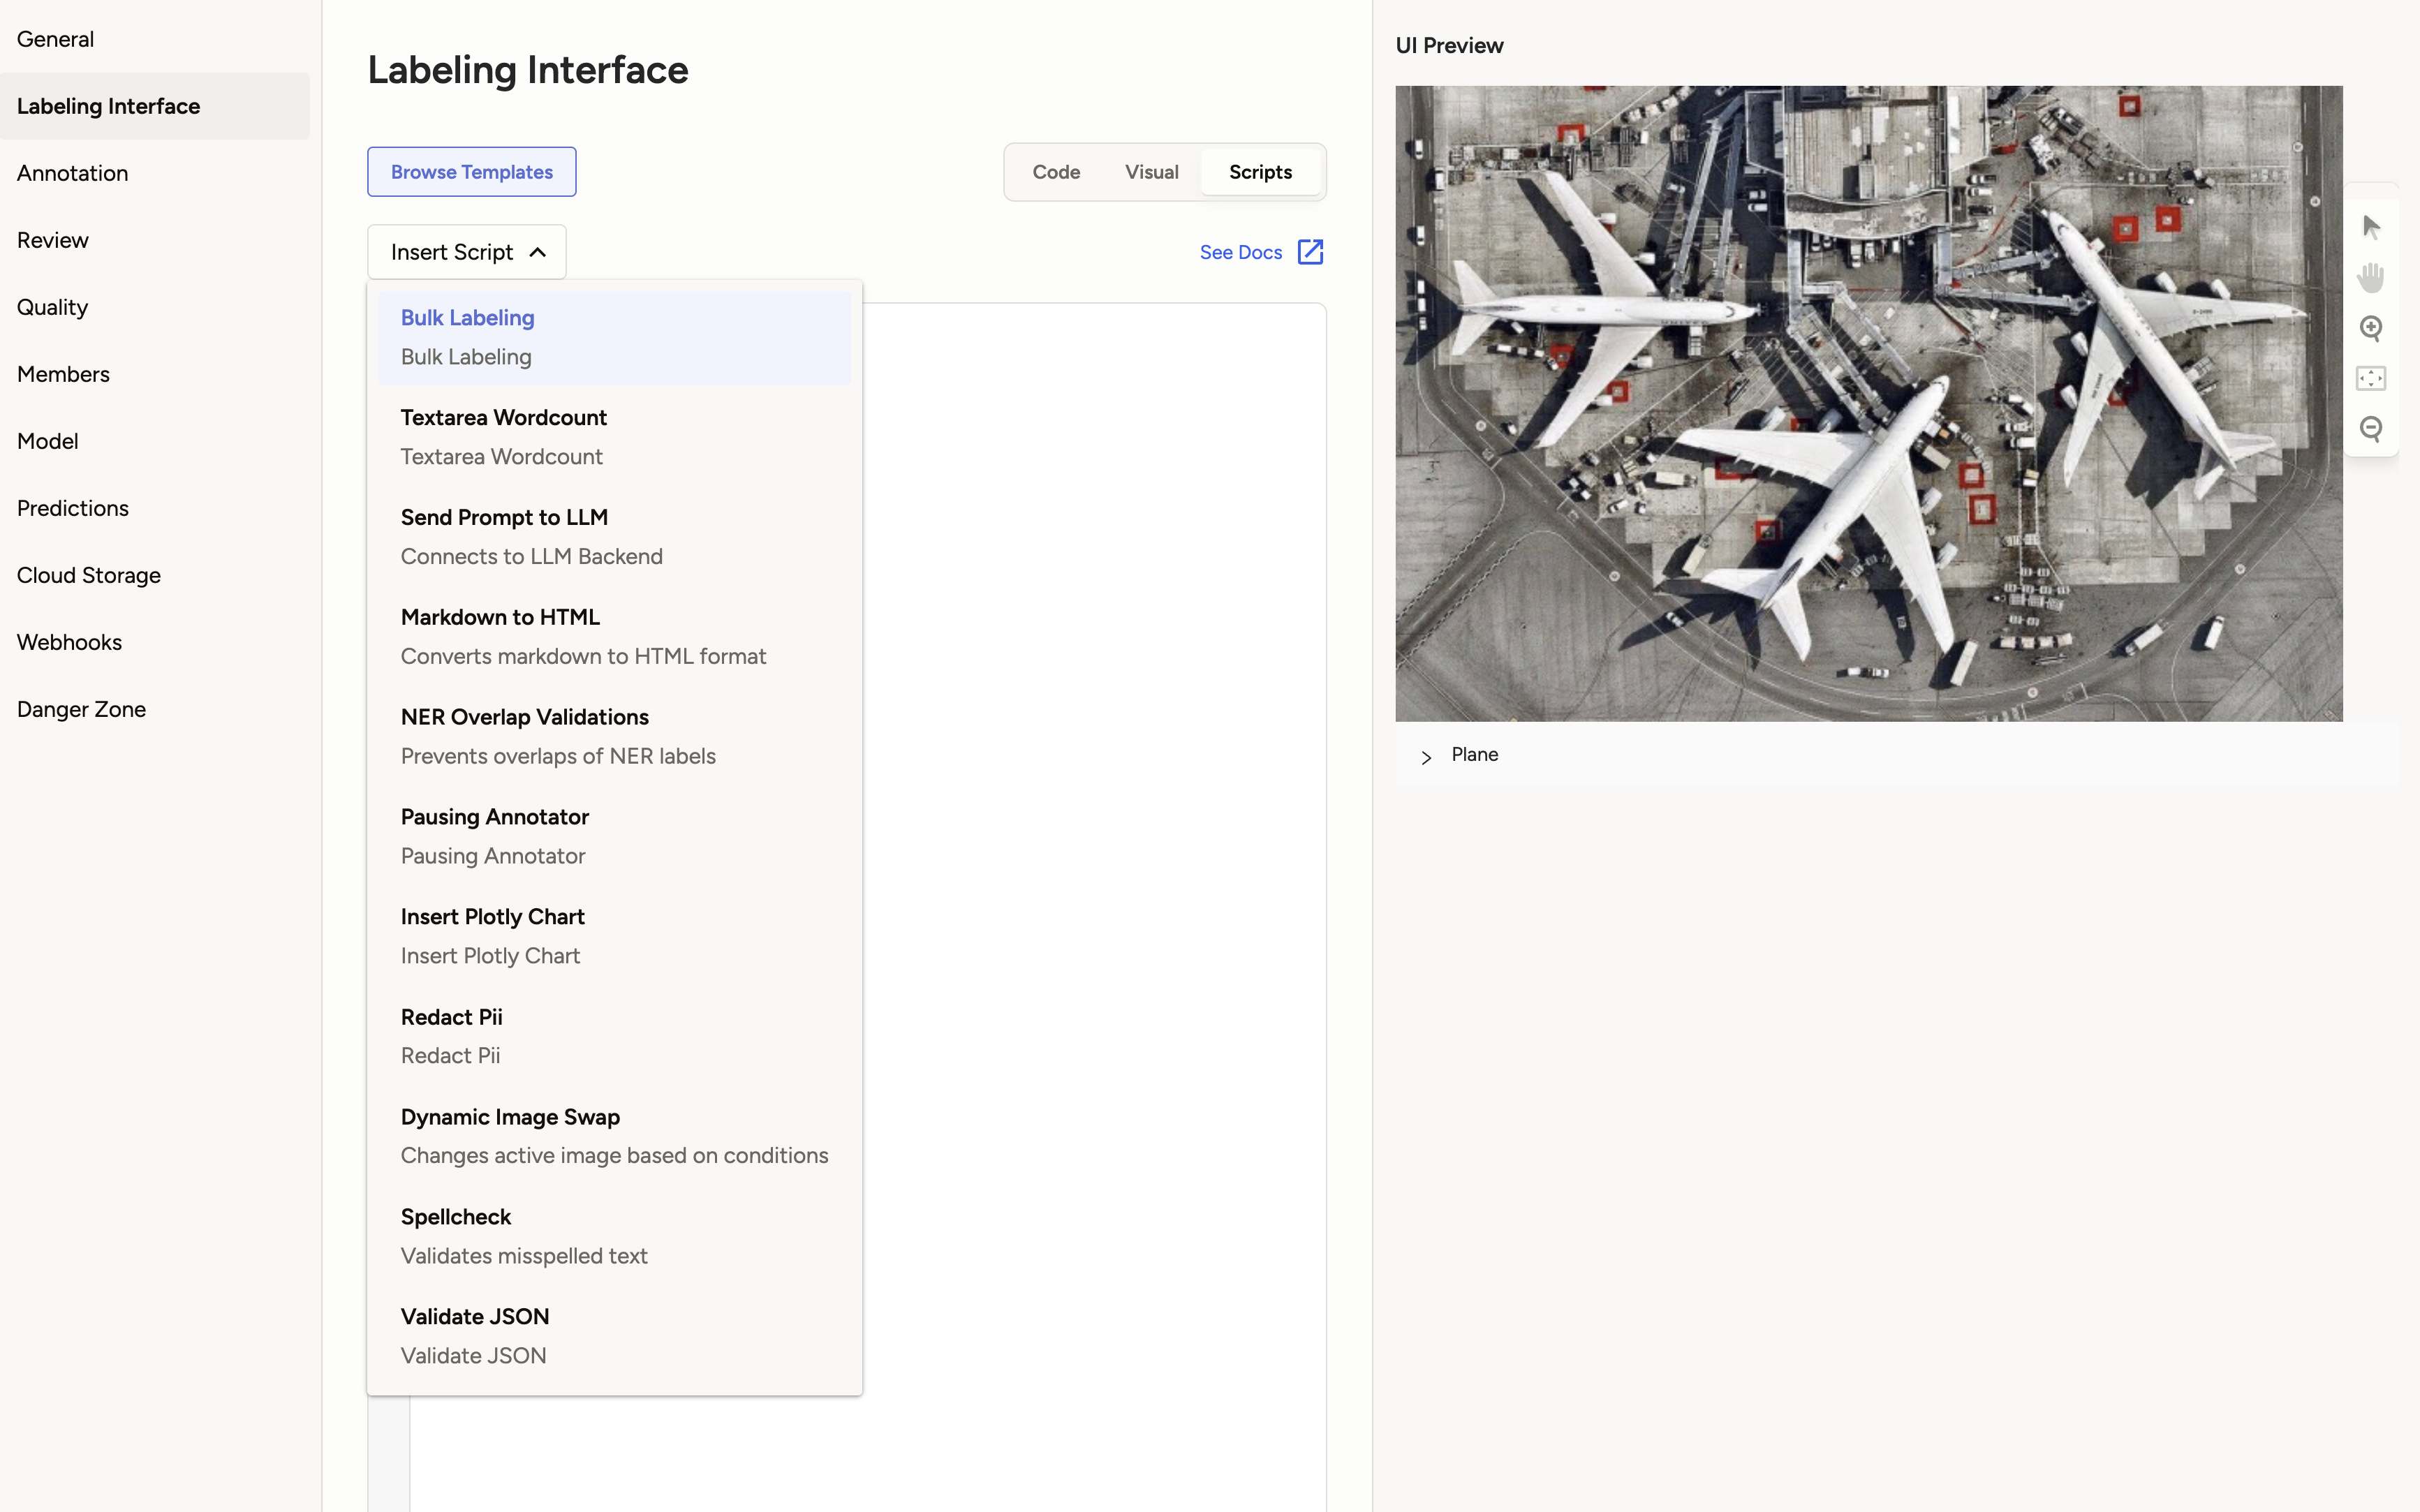 General
Labeling Interface
Annotation
Review
Quality
Members
Model
Predictions
Cloud Storage
Webhooks
Danger Zone
Labeling Interface
Browse Templates
Code
Visual
Scripts
Insert Script
See Docs
Bulk Labeling
Bulk Labeling
Textarea Wordcount
Textarea Wordcount
Send Prompt to LLM
Connects to LLM Backend
Markdown to HTML
Converts markdown to HTML format
NER Overlap Validations
Prevents overlaps of NER labels
Pausing Annotator
Pausing Annotator
Insert Plotly Chart
Insert Plotly Chart
Redact Pii
Redact Pii
Dynamic Image Swap
Changes active image based on conditions
Spellcheck
Validates misspelled text
Validate JSON
Validate JSON
UI Preview
Plane